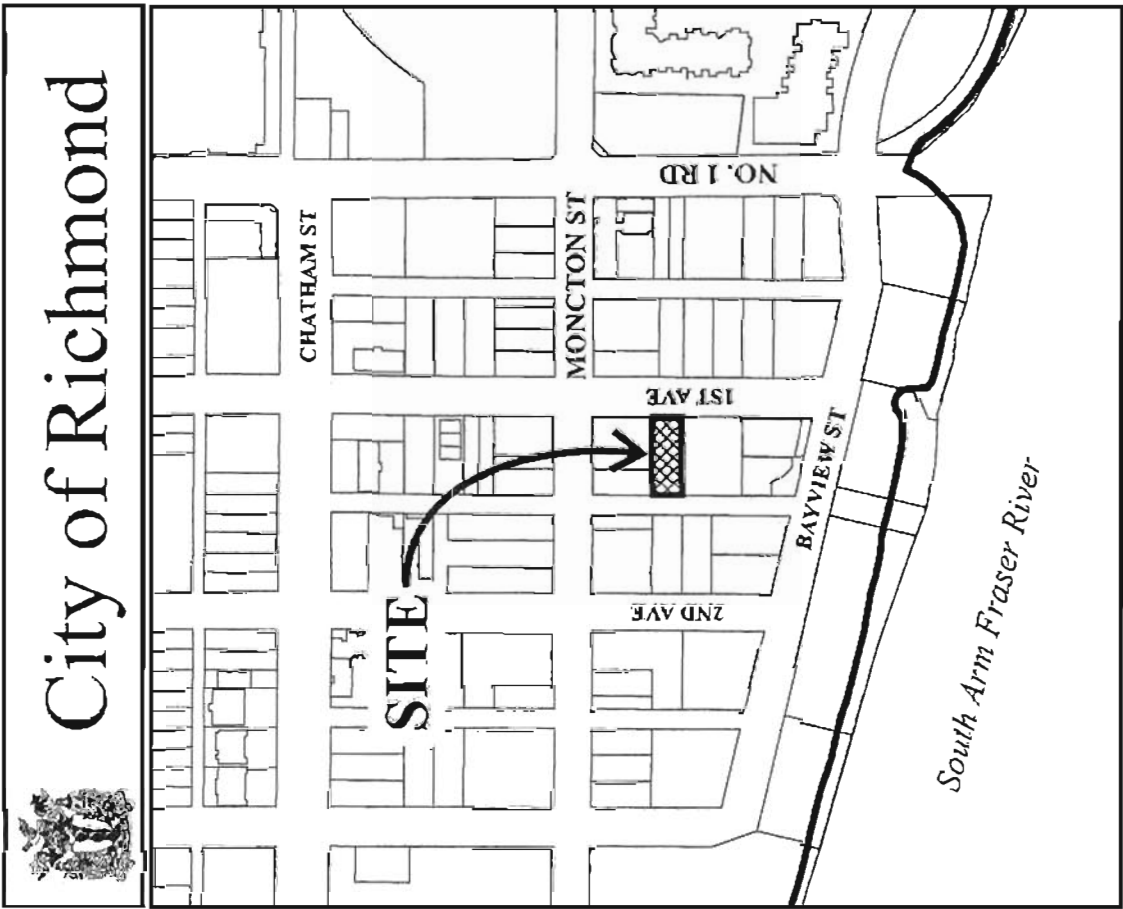 City of Richmond
CHATHAM ST
MONCTON ST
NO. 1 RD
1ST AVE
2ND AVE
BAYVIEW ST
SITE
South Arm Fraser River